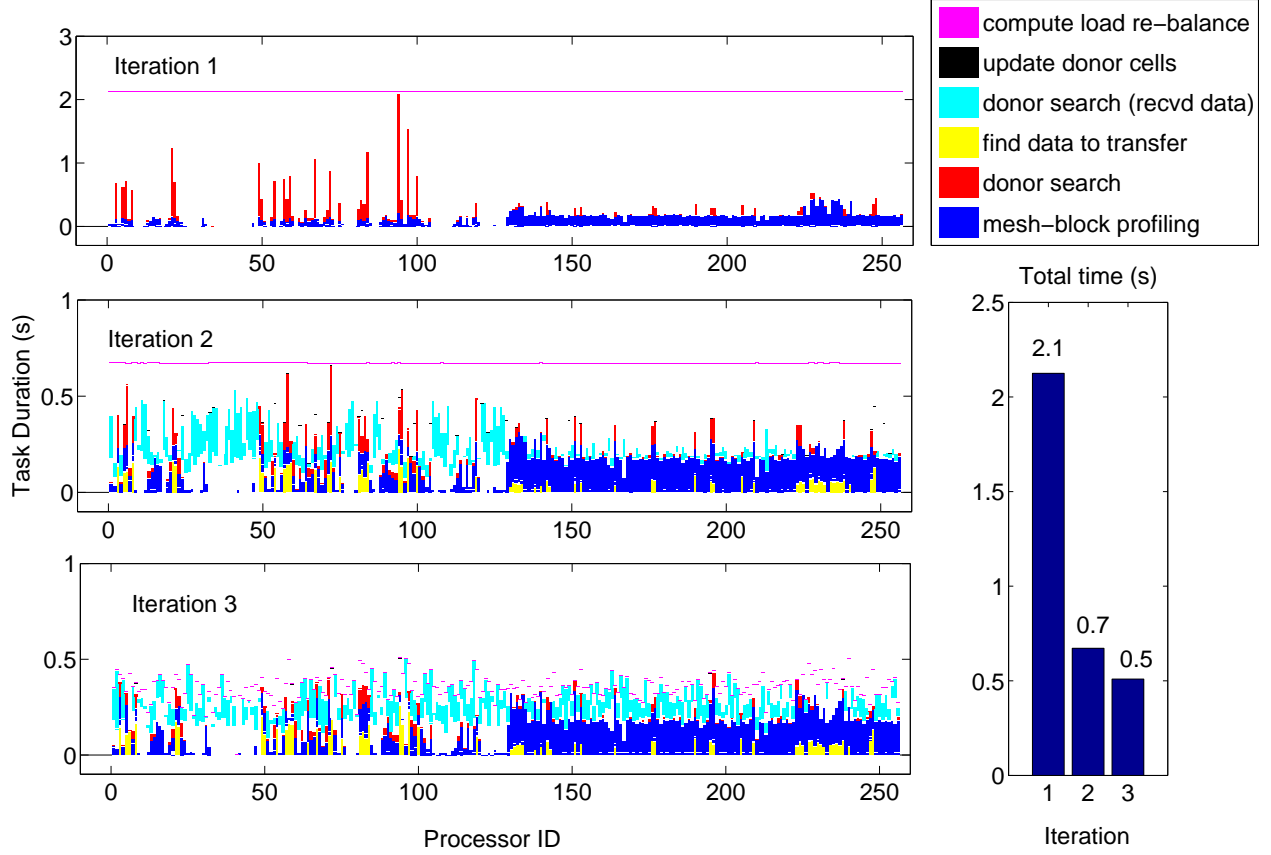 compute load re−balance
update donor cells
donor search (recvd data)
find data to transfer
donor search
mesh−block profiling
Iteration 1
3
2
1
0
0 50 100 150 200 250
Task Duration (s)
Iteration 2
1
0.5
0
0 50 100 150 200 250
Iteration 3
1
0.5
0
0 50 100 150 200 250
Processor ID
Total time (s)
2.5
2
1.5
1
0.5
0
2.1
0.7
0.5
1 2 3
Iteration